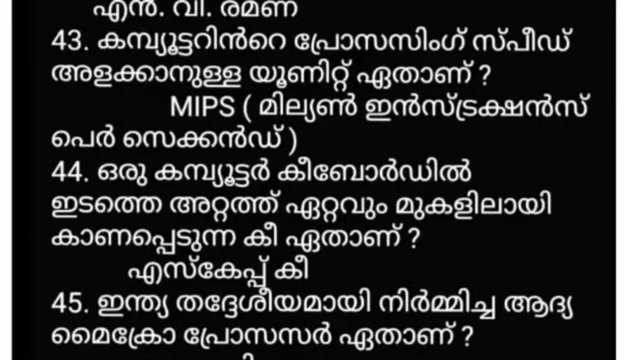 എൻ. വി. രമണ
43. കമ്പ്യൂട്ടറിൻറെ പ്രോസസിംഗ് സ്പീഡ്
അളക്കാനുള്ള യൂണിറ്റ് ഏതാണ് ?
MIPS ( മില്യൺ ഇൻസ്ട്രക്ഷൻസ്
പെർ സെക്കൻഡ് )
44. ഒരു കമ്പ്യൂട്ടർ കീബോർഡിൽ
ഇടത്തെ അറ്റത്ത് ഏറ്റവും മുകളിലായി
കാണപ്പെടുന്ന കീ ഏതാണ് ?
എസ്കേപ്പ് കീ
45. ഇന്ത്യ തദ്ദേശീയമായി നിർമ്മിച്ച ആദ്യ
മൈക്രോ പ്രോസസർ ഏതാണ് ?